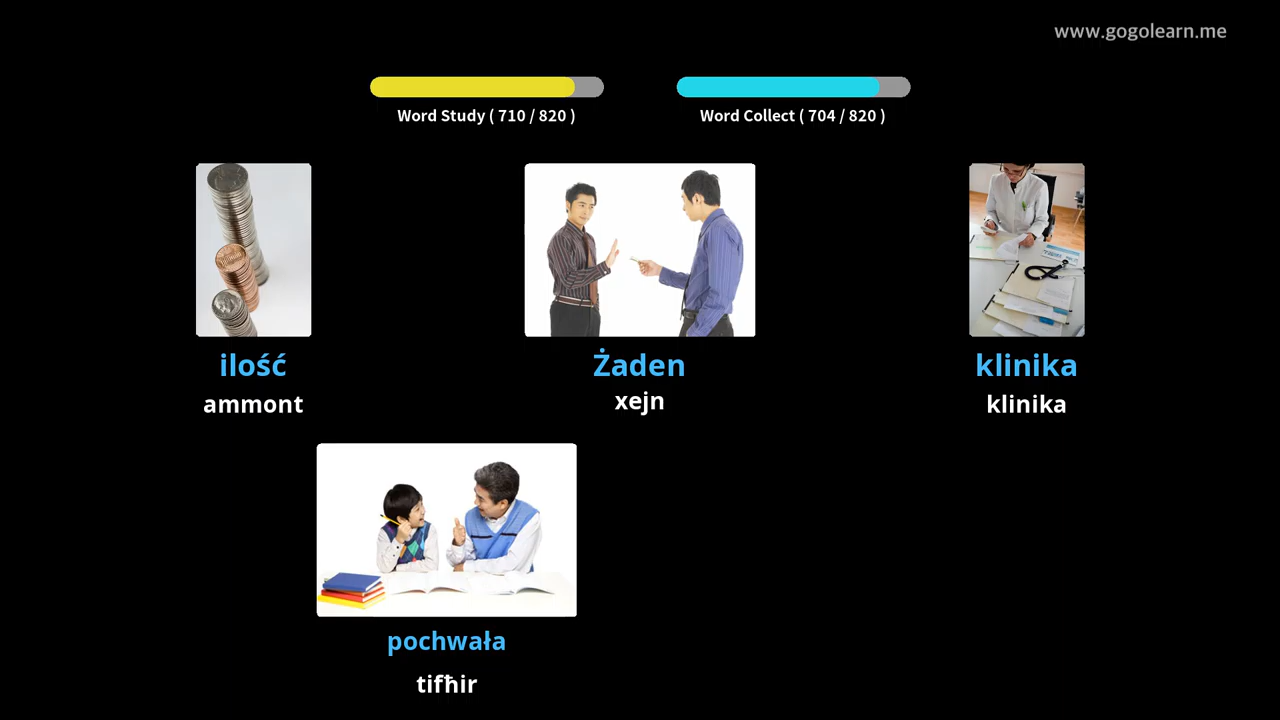 www.gogolearn.me
Word Study ( 710 / 820 )
Word Collect ( 704 / 820 )
ilość
ammont
Żaden
xejn
klinika
klinika
pochwała
tifħir